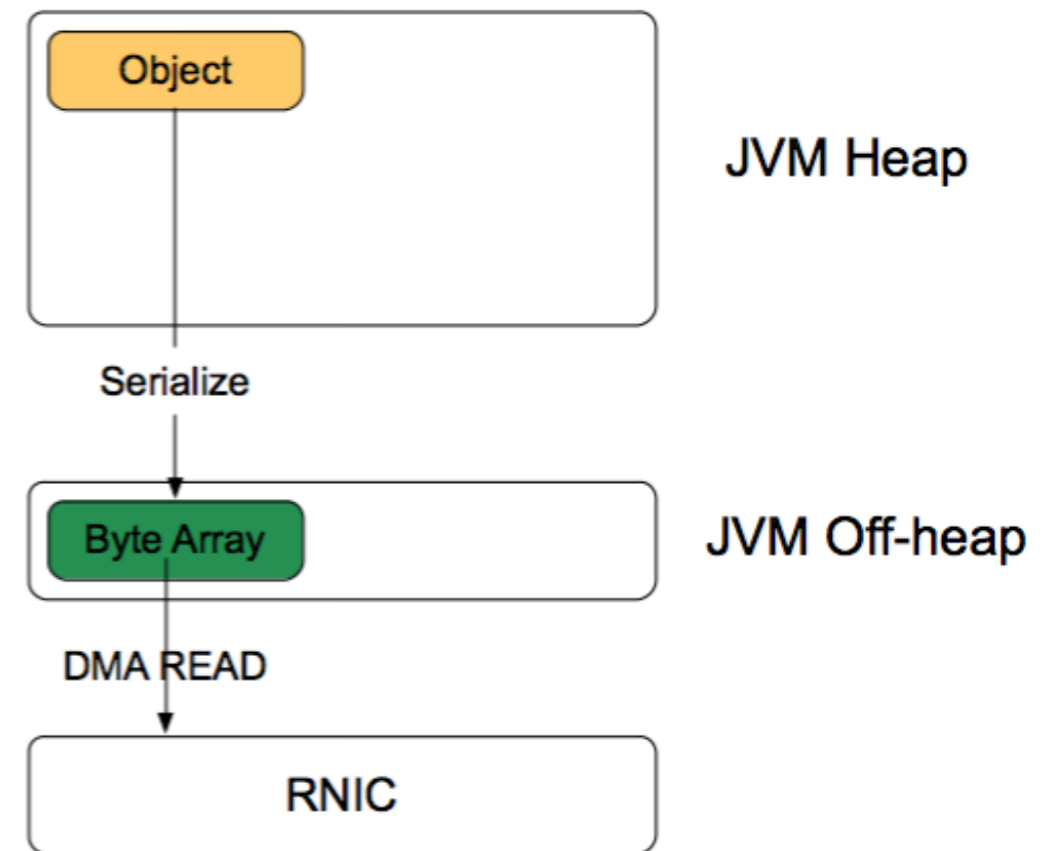 Object
JVM Heap
Serialize
Byte Array
JVM Off-heap
DMA READ
RNIC